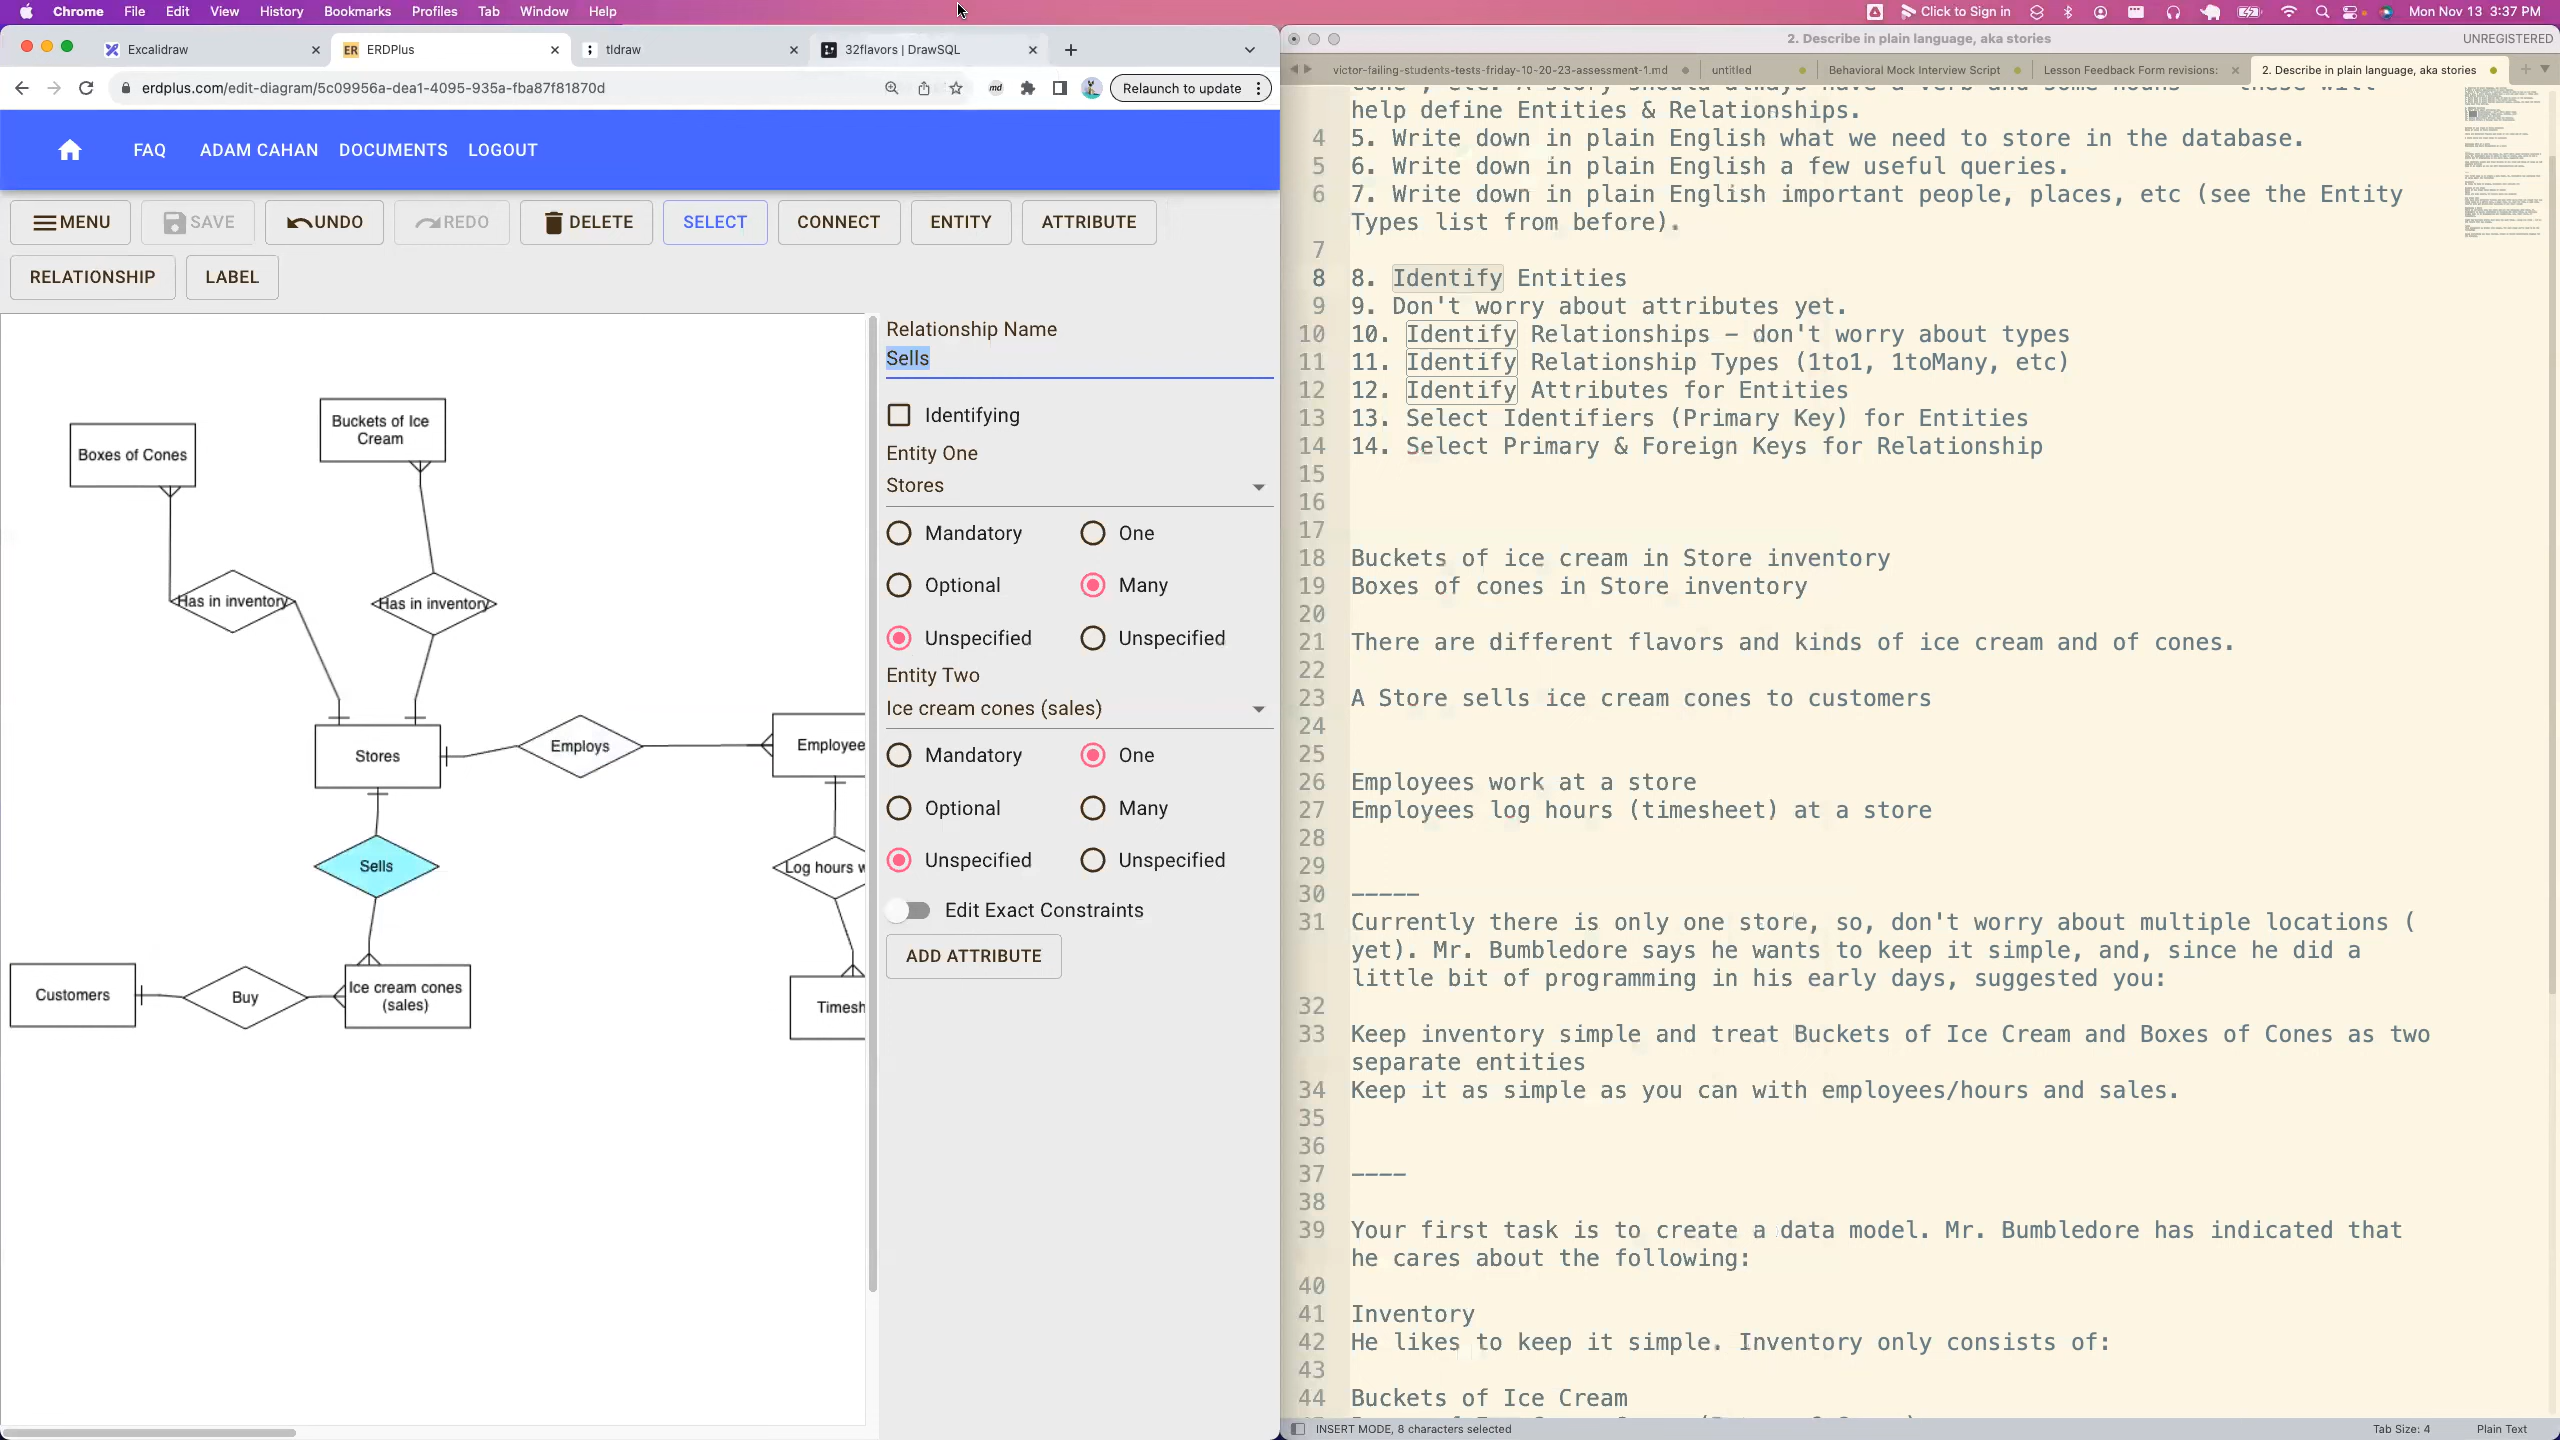 Chrome File Edit View History Bookmarks Profiles Tab Window Help
Click to Sign in Mon Nov 13 3:37 PM
Excalidraw
ERDPlus
tldraw
32flavors | DrawSQL
erdplus.com/edit-diagram/5c09956a-dea1-4095-935a-fba87f81870d
Relaunch to update
FAQ ADAM CAHAN DOCUMENTS LOGOUT
MENU SAVE UNDO REDO DELETE SELECT CONNECT ENTITY ATTRIBUTE
RELATIONSHIP LABEL
Boxes of Cones
Buckets of Ice
Cream
Has in inventory
Has in inventory
Stores
Employs
Employee
Sells
Log hours w
Customers
Buy
Ice cream cones
(sales)
Timesh
Relationship Name
Sells
Identifying
Entity One
Stores
Mandatory One
Optional Many
Unspecified Unspecified
Entity Two
Ice cream cones (sales)
Mandatory One
Optional Many
Unspecified Unspecified
Edit Exact Constraints
ADD ATTRIBUTE
2. Describe in plain language, aka stories
UNREGISTERED
victor-failing-students-tests-friday-10-20-23-assessment-1.md
untitled
Behavioral Mock Interview Script
Lesson Feedback Form revisions:
2. Describe in plain language, aka stories
help define Entities & Relationships.
4 5. Write down in plain English what we need to store in the database.
5 6. Write down in plain English a few useful queries.
6 7. Write down in plain English important people, places, etc (see the Entity
Types list from before).
7
8 8. Identify Entities
9 9. Don't worry about attributes yet.
10 10. Identify Relationships – don't worry about types
11 11. Identify Relationship Types (1to1, 1toMany, etc)
12 12. Identify Attributes for Entities
13 13. Select Identifiers (Primary Key) for Entities
14 14. Select Primary & Foreign Keys for Relationship
15
16
17
18 Buckets of ice cream in Store inventory
19 Boxes of cones in Store inventory
20
21 There are different flavors and kinds of ice cream and of cones.
22
23 A Store sells ice cream cones to customers
24
25
26 Employees work at a store
27 Employees log hours (timesheet) at a store
28
29
30 -----
31 Currently there is only one store, so, don't worry about multiple locations (
yet). Mr. Bumbledore says he wants to keep it simple, and, since he did a
little bit of programming in his early days, suggested you:
32
33 Keep inventory simple and treat Buckets of Ice Cream and Boxes of Cones as two
separate entities
34 Keep it as simple as you can with employees/hours and sales.
35
36
37 ----
38
39 Your first task is to create a data model. Mr. Bumbledore has indicated that
he cares about the following:
40
41 Inventory
42 He likes to keep it simple. Inventory only consists of:
43
44 Buckets of Ice Cream
INSERT MODE, 8 characters selected
Tab Size: 4
Plain Text